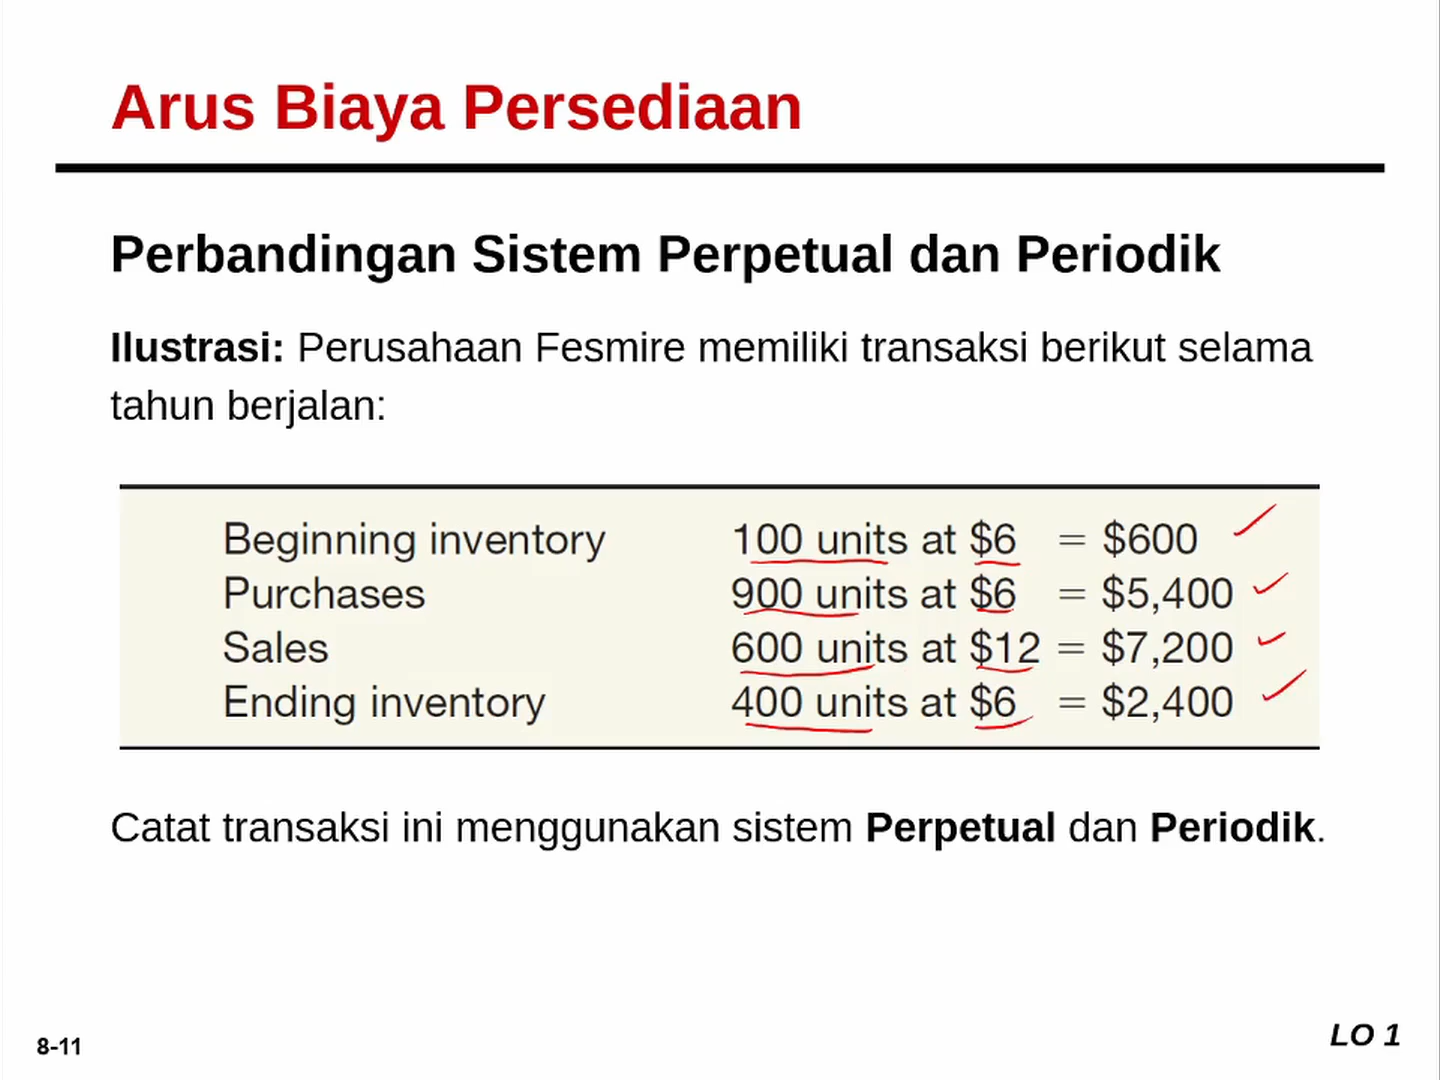 Arus Biaya Persediaan
Perbandingan Sistem Perpetual dan Periodik
Ilustrasi: Perusahaan Fesmire memiliki transaksi berikut selama
tahun berjalan:
Beginning inventory 100 units at $6 = $600
Purchases 900 units at $6 = $5,400
Sales 600 units at $12 = $7,200
Ending inventory 400 units at $6 = $2,400
Catat transaksi ini menggunakan sistem Perpetual dan Periodik.
8-11
LO 1